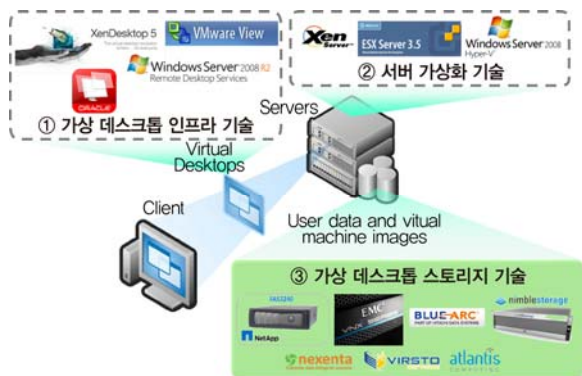 XenDesktop 5
VMware View
Windows Server 2008 R2
Remote Desktop Services
ORACLE
① 가상 데스크톱 인프라 기술
Xen
Server
ESX Server 3.5
Windows Server 2008
Hyper-V
② 서버 가상화 기술
Servers
Virtual
Desktops
Client
User data and vitual
machine images
③ 가상 데스크톱 스토리지 기술
NetApp
EMC
VNX
BLUE-ARC
nimblestorage
nexenta
VIRSTO
atlantis
COMPUTING